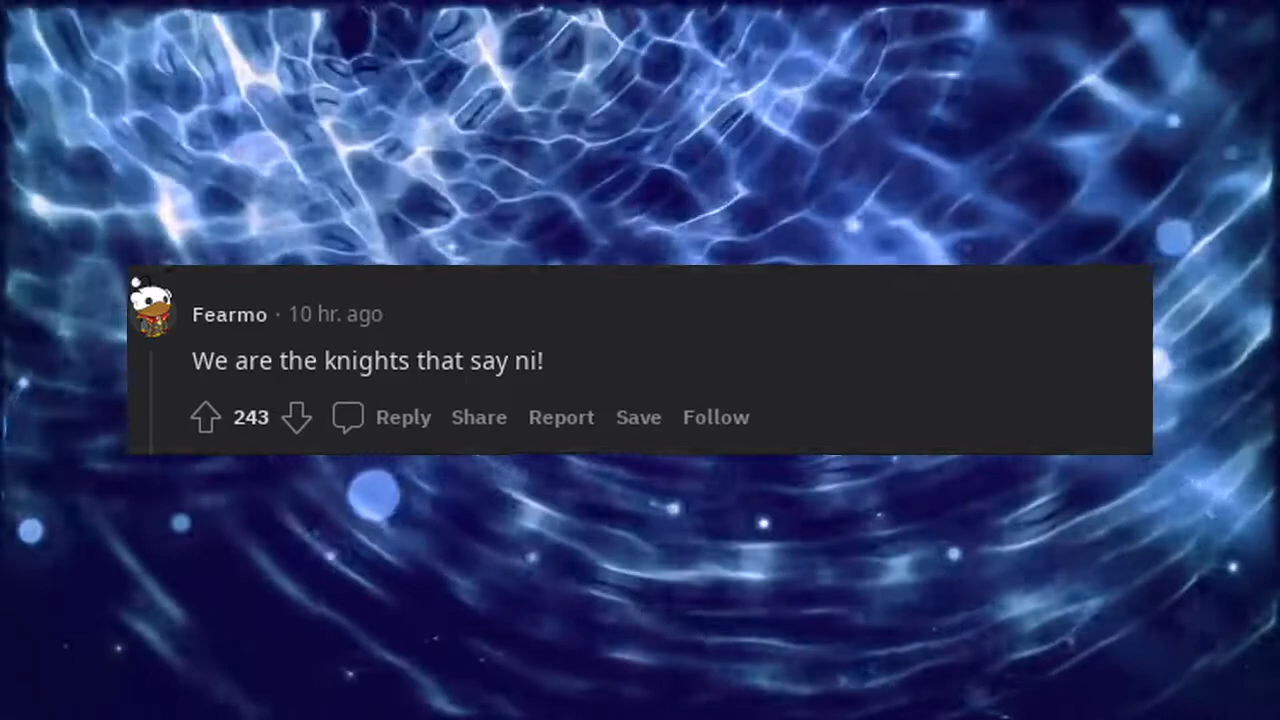 Fearmo · 10 hr. ago
We are the knights that say ni!
243 Reply Share Report Save Follow